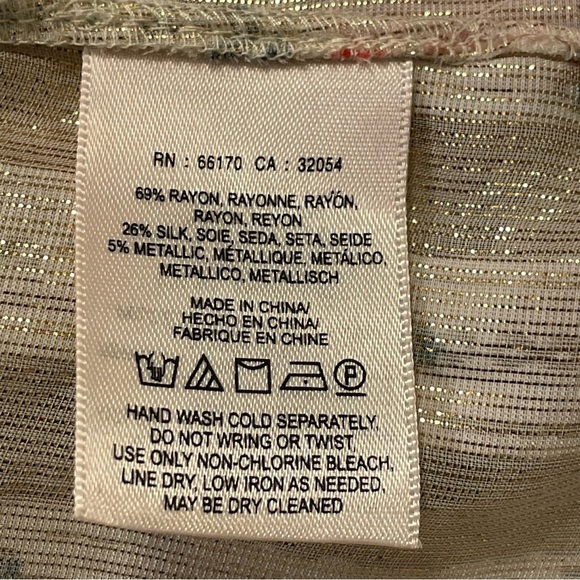 RN : 66170 CA : 32054
69% RAYON, RAYONNE, RAYÓN,
RAYON, REYON
26% SILK, SOIE, SEDA, SETA, SEIDE
5% METALLIC, MÉTALLIQUE, METÁLICO,
METALLICO, METALLISCH
MADE IN CHINA/
HECHO EN CHINA/
FABRIQUE EN CHINE
P
HAND WASH COLD SEPARATELY.
DO NOT WRING OR TWIST.
USE ONLY NON-CHLORINE BLEACH.
LINE DRY, LOW IRON AS NEEDED,
MAY BE DRY CLEANED